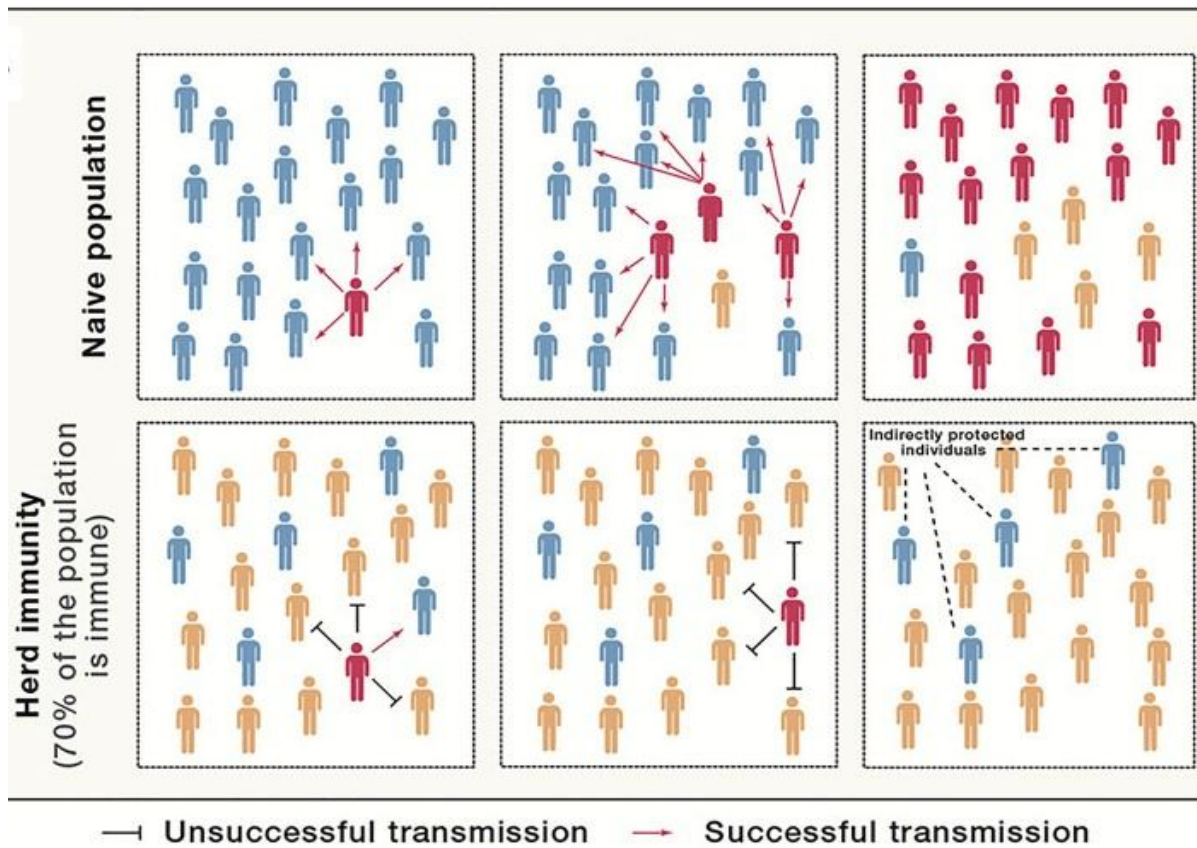 Naive population
Herd immunity
(70% of the population
is immune)
Indirectly protected
individuals
Unsuccessful transmission
Successful transmission